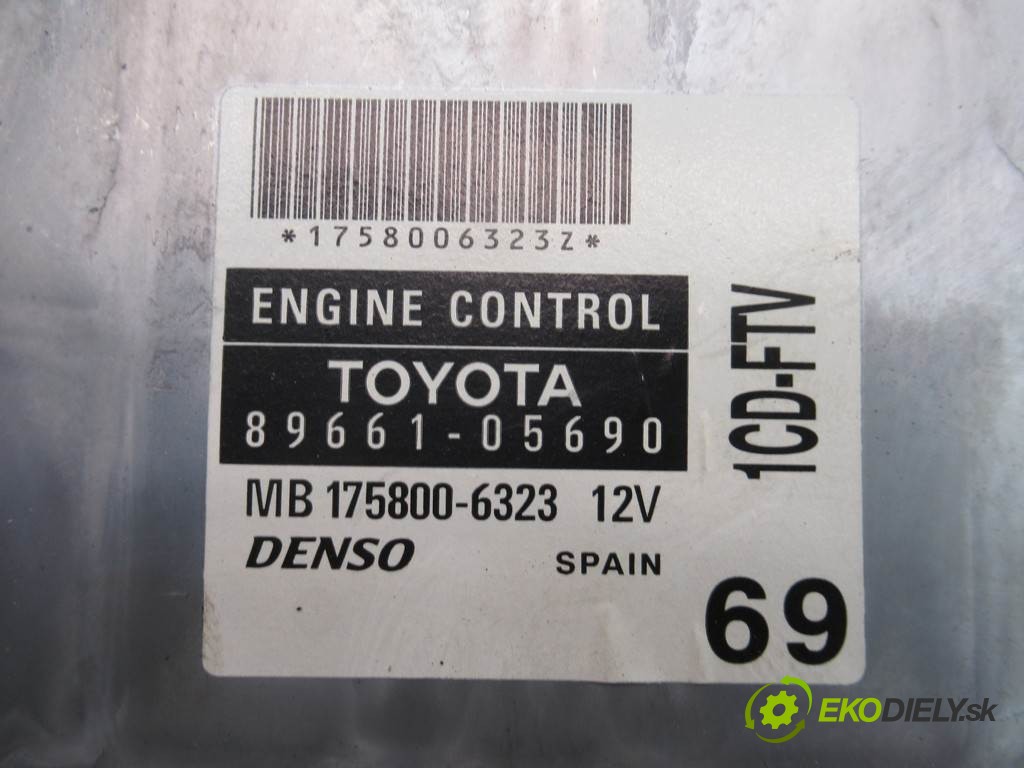 *1758006323Z*
ENGINE CONTROL
TOYOTA
89661-05690
MB 175800-6323 12V
DENSO SPAIN
1CD-FTV
69
EKODIELY.sk